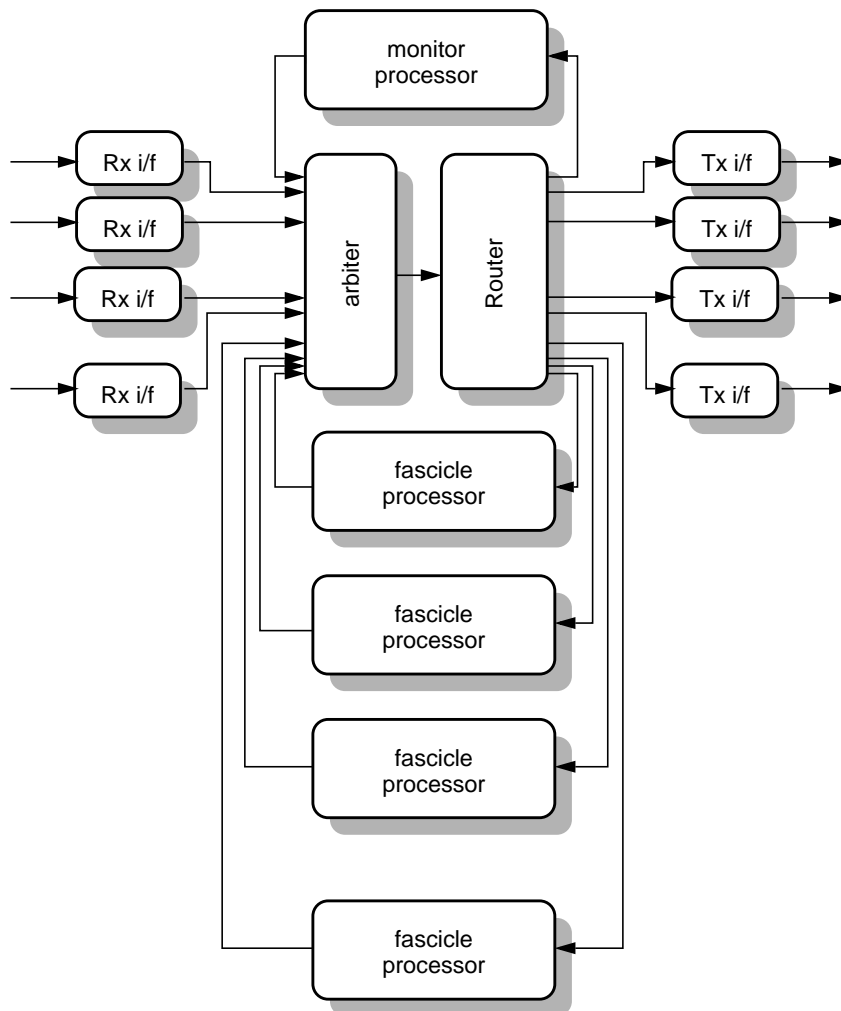 monitor
processor
Rx i/f
Tx i/f
Rx i/f
Tx i/f
arbiter
Router
Rx i/f
Tx i/f
Rx i/f
Tx i/f
fascicle
processor
fascicle
processor
fascicle
processor
fascicle
processor